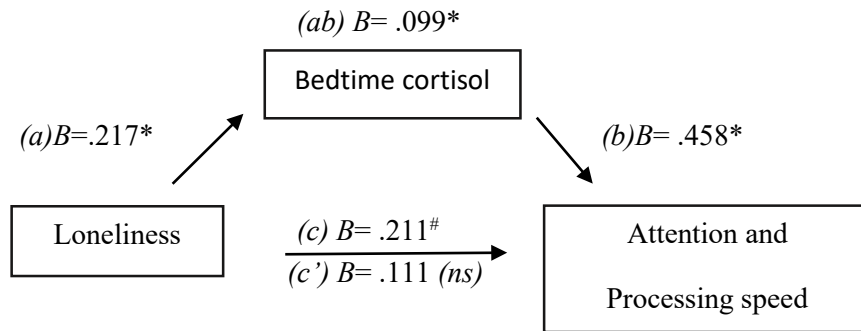 (ab) B= .099*
Bedtime cortisol
(a)B=.217*
(b)B= .458*
Loneliness
(c) B= .211#
(c’) B= .111 (ns)
Attention and
Processing speed